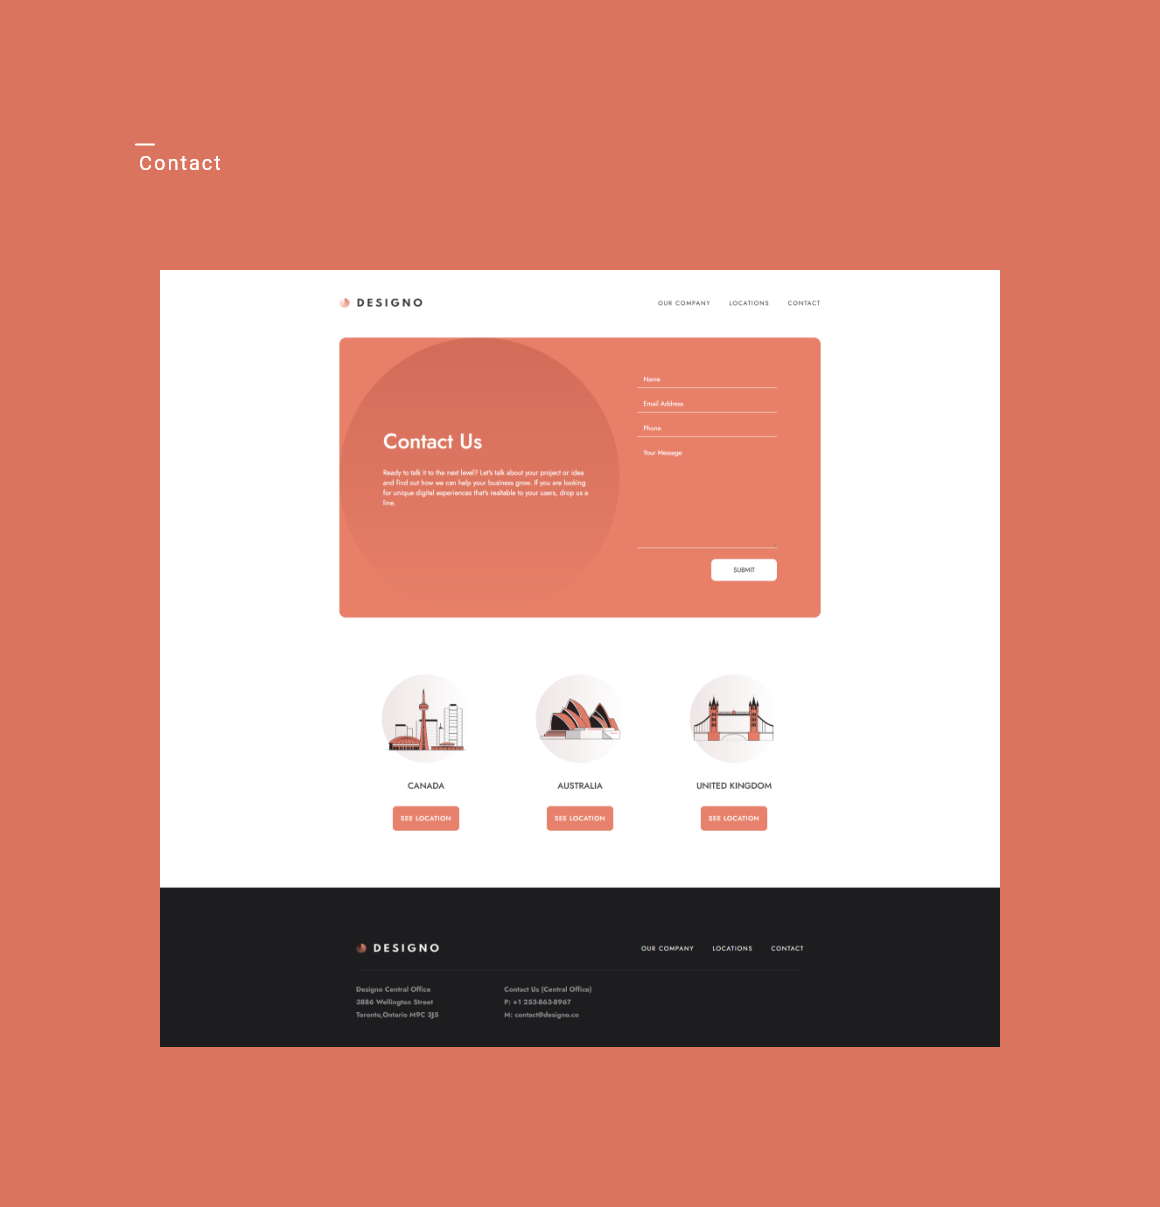 Contact
DESIGNO
OUR COMPANY LOCATIONS CONTACT
Contact Us
Ready to talk it to the next level? Let's talk about your project or idea
and find out how we can help your business grow. If you are looking
for unique digital experiences that's realtable to your users, drop us a
line.
Name
Email Address
Phone
Your Message
SUBMIT
CANADA
SEE LOCATION
AUSTRALIA
SEE LOCATION
UNITED KINGDOM
SEE LOCATION
DESIGNO
OUR COMPANY LOCATIONS CONTACT
Designo Central Office
3886 Wellington Street
Toronto,Ontario M9C 3J5
Contact Us (Central Office)
P: +1 253-863-8967
M: contact@designo.co